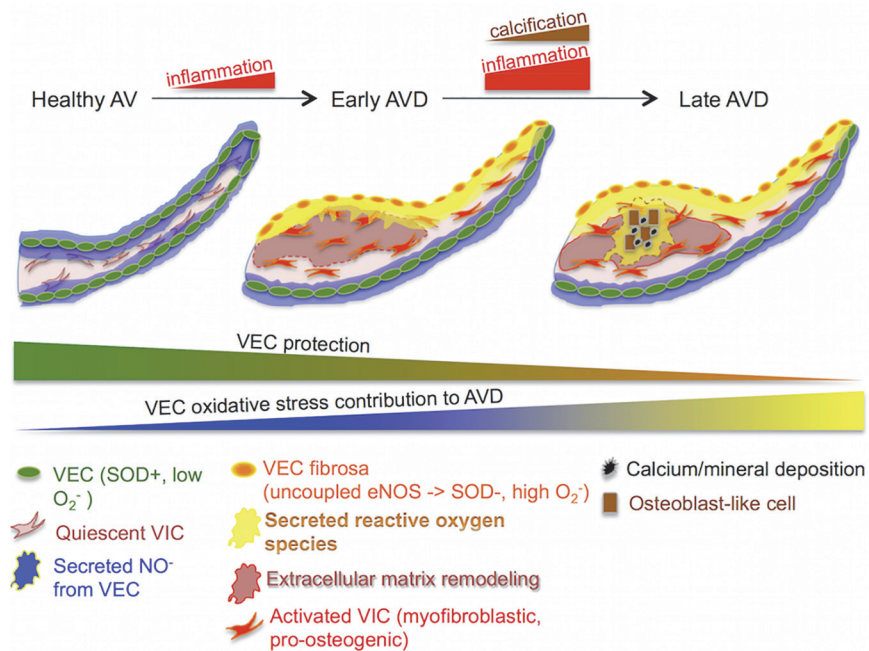 calcification
inflammation
inflammation
Healthy AV
Early AVD
Late AVD
VEC protection
VEC oxidative stress contribution to AVD
VEC (SOD+, low
O₂⁻ )
Quiescent VIC
Secreted NO⁻
from VEC
VEC fibrosa
(uncoupled eNOS -> SOD-, high O₂⁻)
Secreted reactive oxygen
species
Extracellular matrix remodeling
Activated VIC (myofibroblastic,
pro-osteogenic)
Calcium/mineral deposition
Osteoblast-like cell